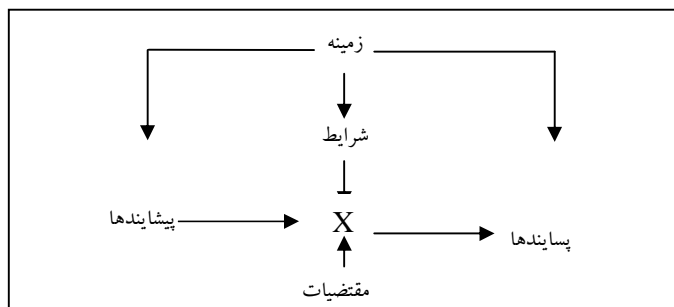 زمینه
شرایط
پیشایندها
X
پسایندها
مقتضیات